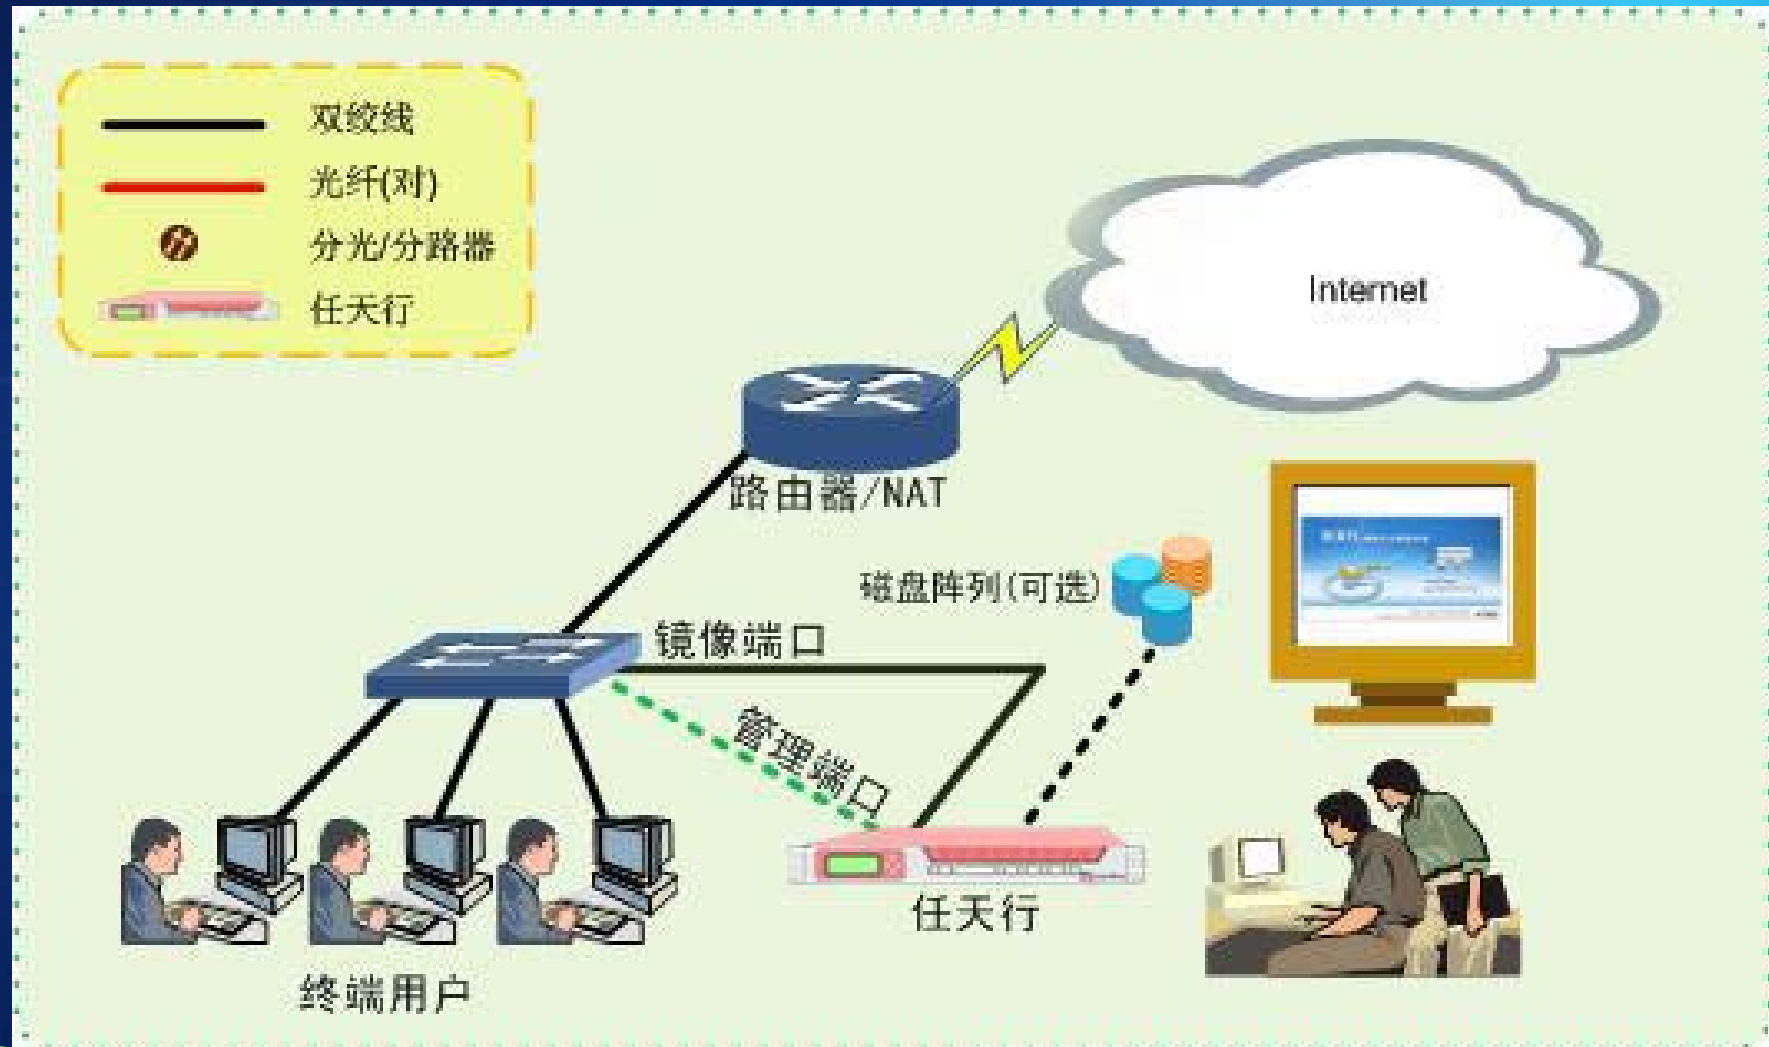 双绞线
光纤(对)
分光/分路器
任天行
Internet
路由器/NAT
磁盘阵列(可选)
镜像端口
管理端口
任天行
终端用户